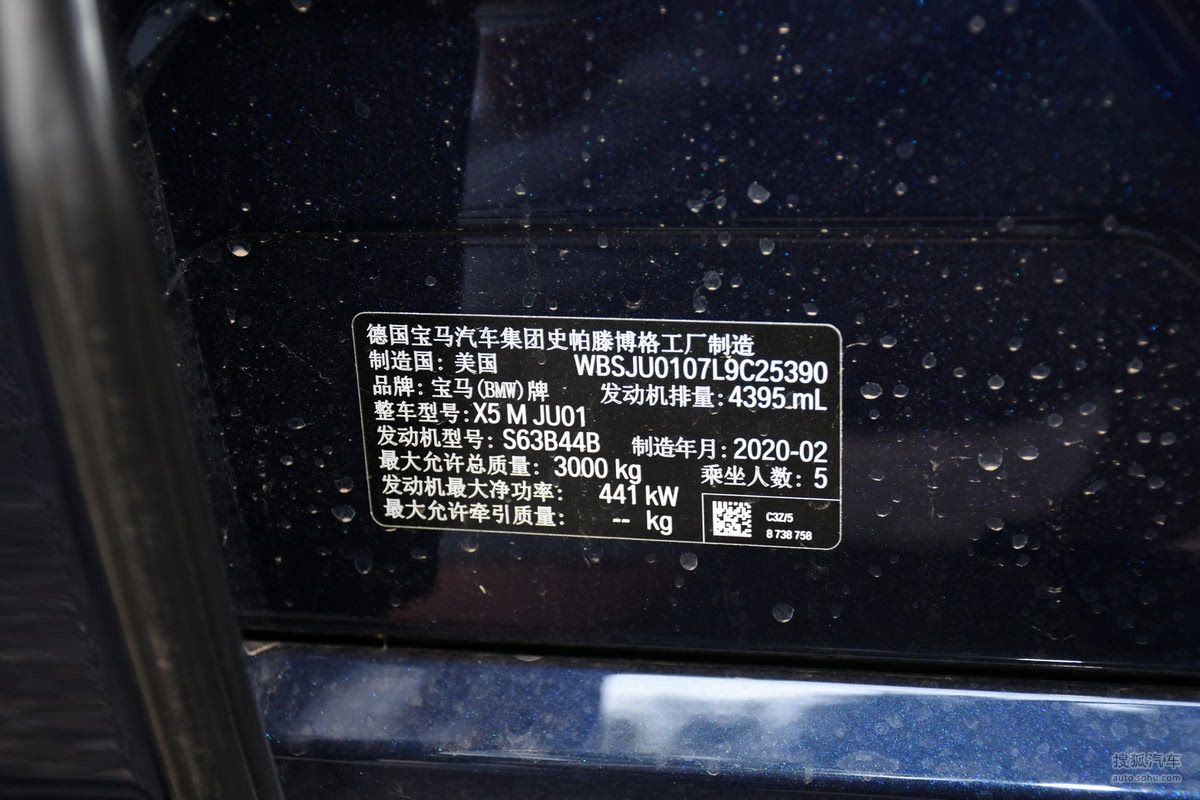 德国宝马汽车集团史帕滕博格工厂制造
制造国：美国 WBSJU0107L9C25390
品牌：宝马(BMW)牌 发动机排量：4395 mL
整车型号：X5 M JU01
发动机型号：S63B44B 制造年月：2020-02
最大允许总质量：3000 kg 乘坐人数：5
发动机最大净功率：441 kW
最大允许牵引质量：-- kg
C3Z/5
8 738 758
搜狐汽车
auto.sohu.com